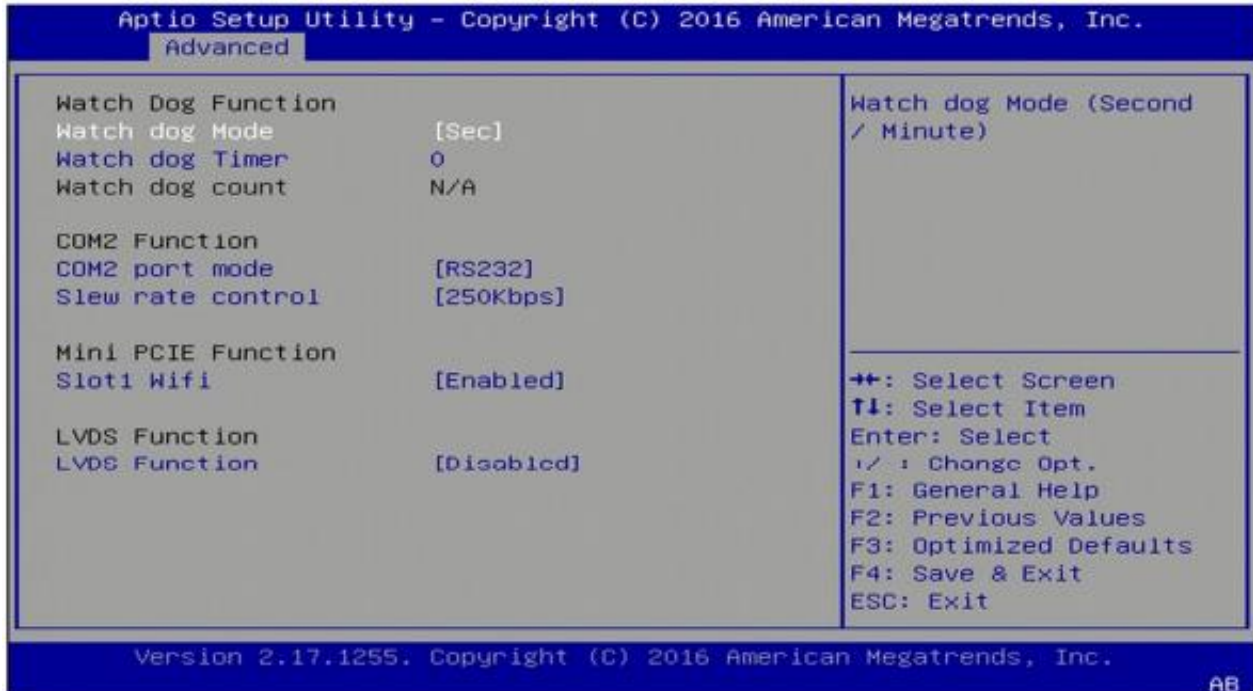 Aptio Setup Utility – Copyright (C) 2016 American Megatrends, Inc.
Advanced
Watch Dog Function
Watch dog Mode [Sec]
Watch dog Timer 0
Watch dog count N/A
COM2 Function
COM2 port mode [RS232]
Slew rate control [250Kbps]
Mini PCIE Function
Slot1 Wifi [Enabled]
LVDS Function
LVDS Function [Disabled]
Watch dog Mode (Second
/ Minute)
→←: Select Screen
↑↓: Select Item
Enter: Select
: Change Opt.
F1: General Help
F2: Previous Values
F3: Optimized Defaults
F4: Save & Exit
ESC: Exit
Version 2.17.1255. Copyright (C) 2016 American Megatrends, Inc.
AB